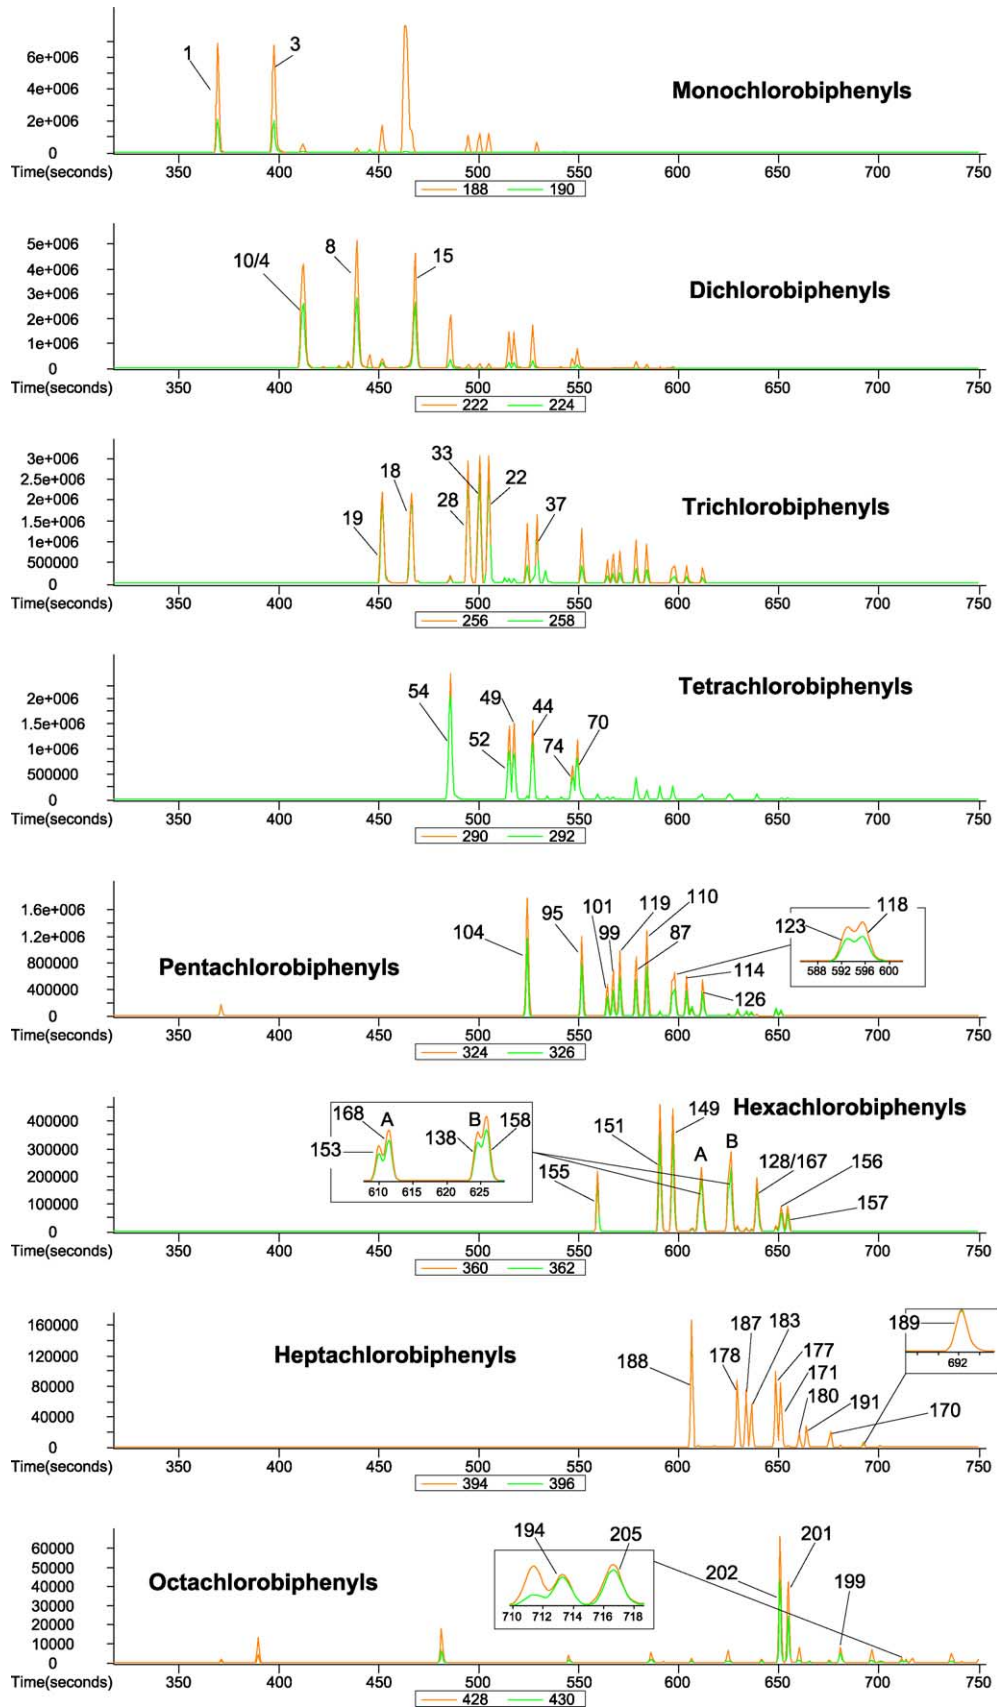 6e+006
4e+006
2e+006
0
1
3
Monochlorobiphenyls
Time(seconds) 350 400 450 500 550 600 650 700 750
188 190
5e+006
4e+006
3e+006
2e+006
1e+006
0
10/4
8
15
Dichlorobiphenyls
Time(seconds) 350 400 450 500 550 600 650 700 750
222 224
3e+006
2.5e+006
2e+006
1.5e+006
1e+006
500000
0
19
18
33
28
22
37
Trichlorobiphenyls
Time(seconds) 350 400 450 500 550 600 650 700 750
256 258
2e+006
1.5e+006
1e+006
500000
0
54
49
52
44
74
70
Tetrachlorobiphenyls
Time(seconds) 350 400 450 500 550 600 650 700 750
290 292
1.6e+006
1.2e+006
800000
400000
0
Pentachlorobiphenyls
104
95
101
99
119
110
87
114
126
123
118
588 592 596 600
Time(seconds) 350 400 450 500 550 600 650 700 750
324 326
400000
300000
200000
100000
0
168 A
153
B
138
158
610 615 620 625
155
151
149
A
B
128/167
156
157
Hexachlorobiphenyls
Time(seconds) 350 400 450 500 550 600 650 700 750
360 362
160000
120000
80000
40000
0
Heptachlorobiphenyls
188
178
187
183
177
171
180
191
170
189
692
Time(seconds) 350 400 450 500 550 600 650 700 750
394 396
60000
50000
40000
30000
20000
10000
0
Octachlorobiphenyls
194
205
710 712 714 716 718
202
201
199
Time(seconds) 350 400 450 500 550 600 650 700 750
428 430